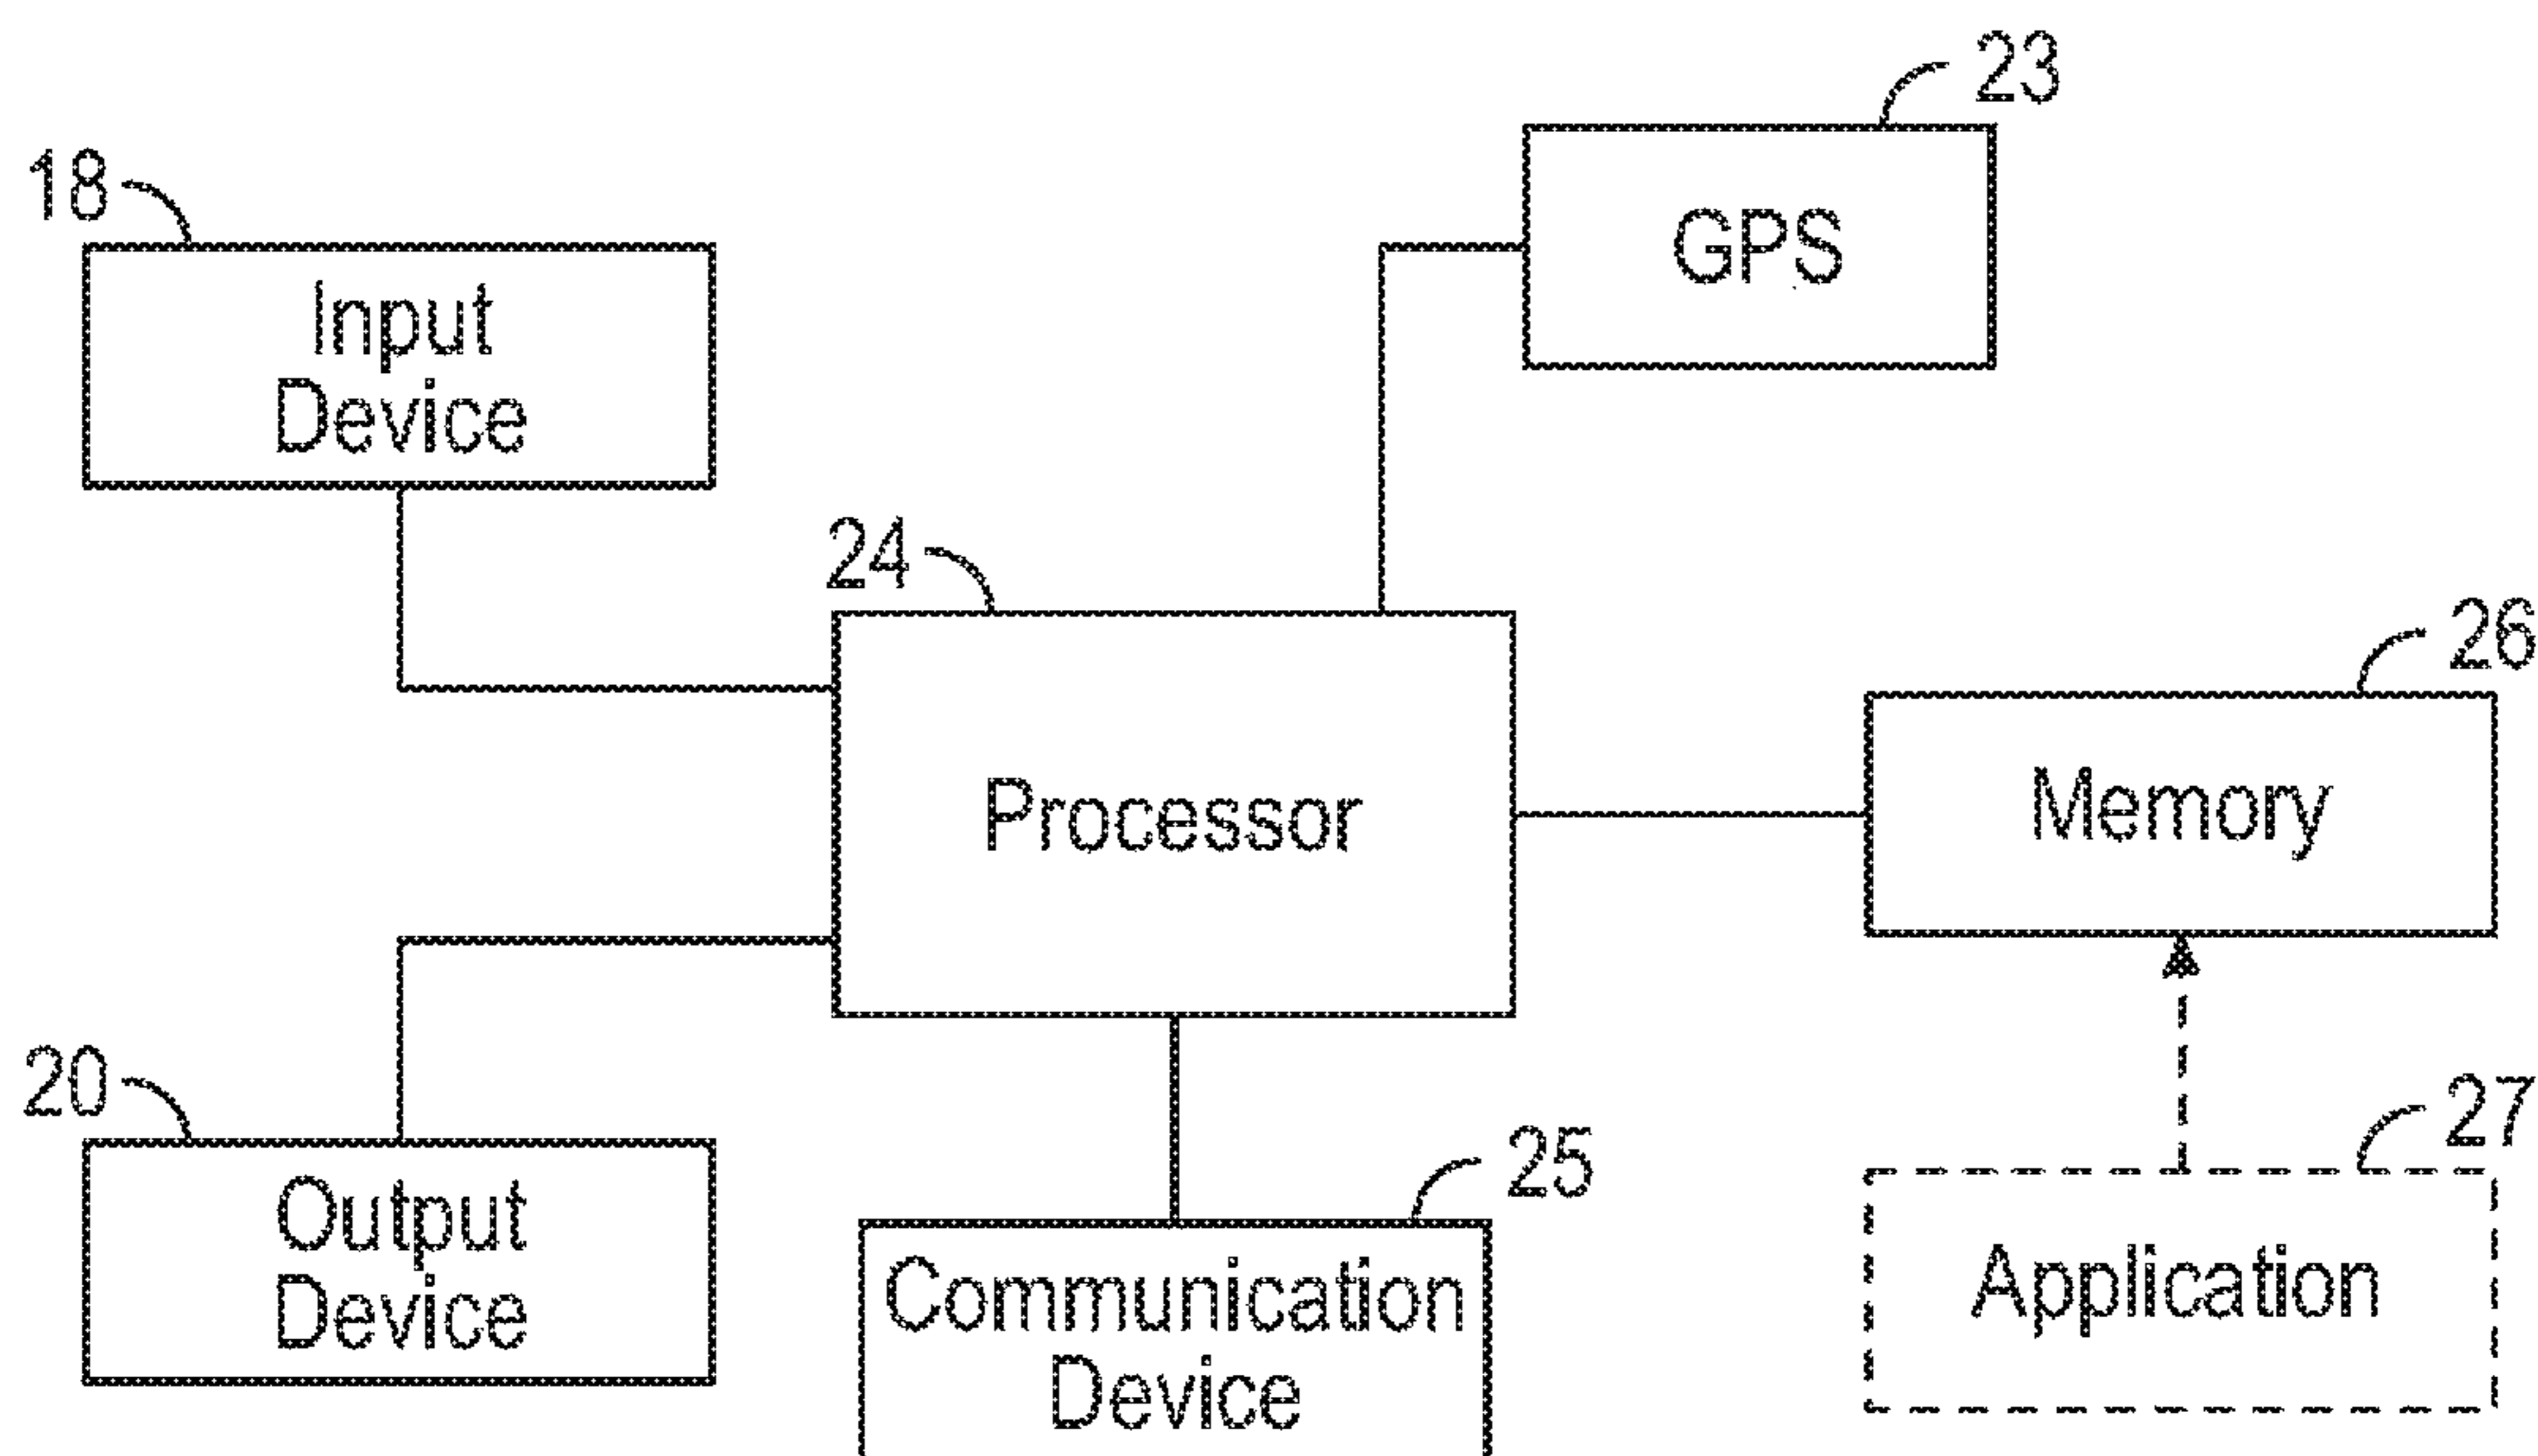 23
GPS
18
Input
Device
24
Processor
26
Memory
20
Output
Device
25
Communication
Device
27
Application